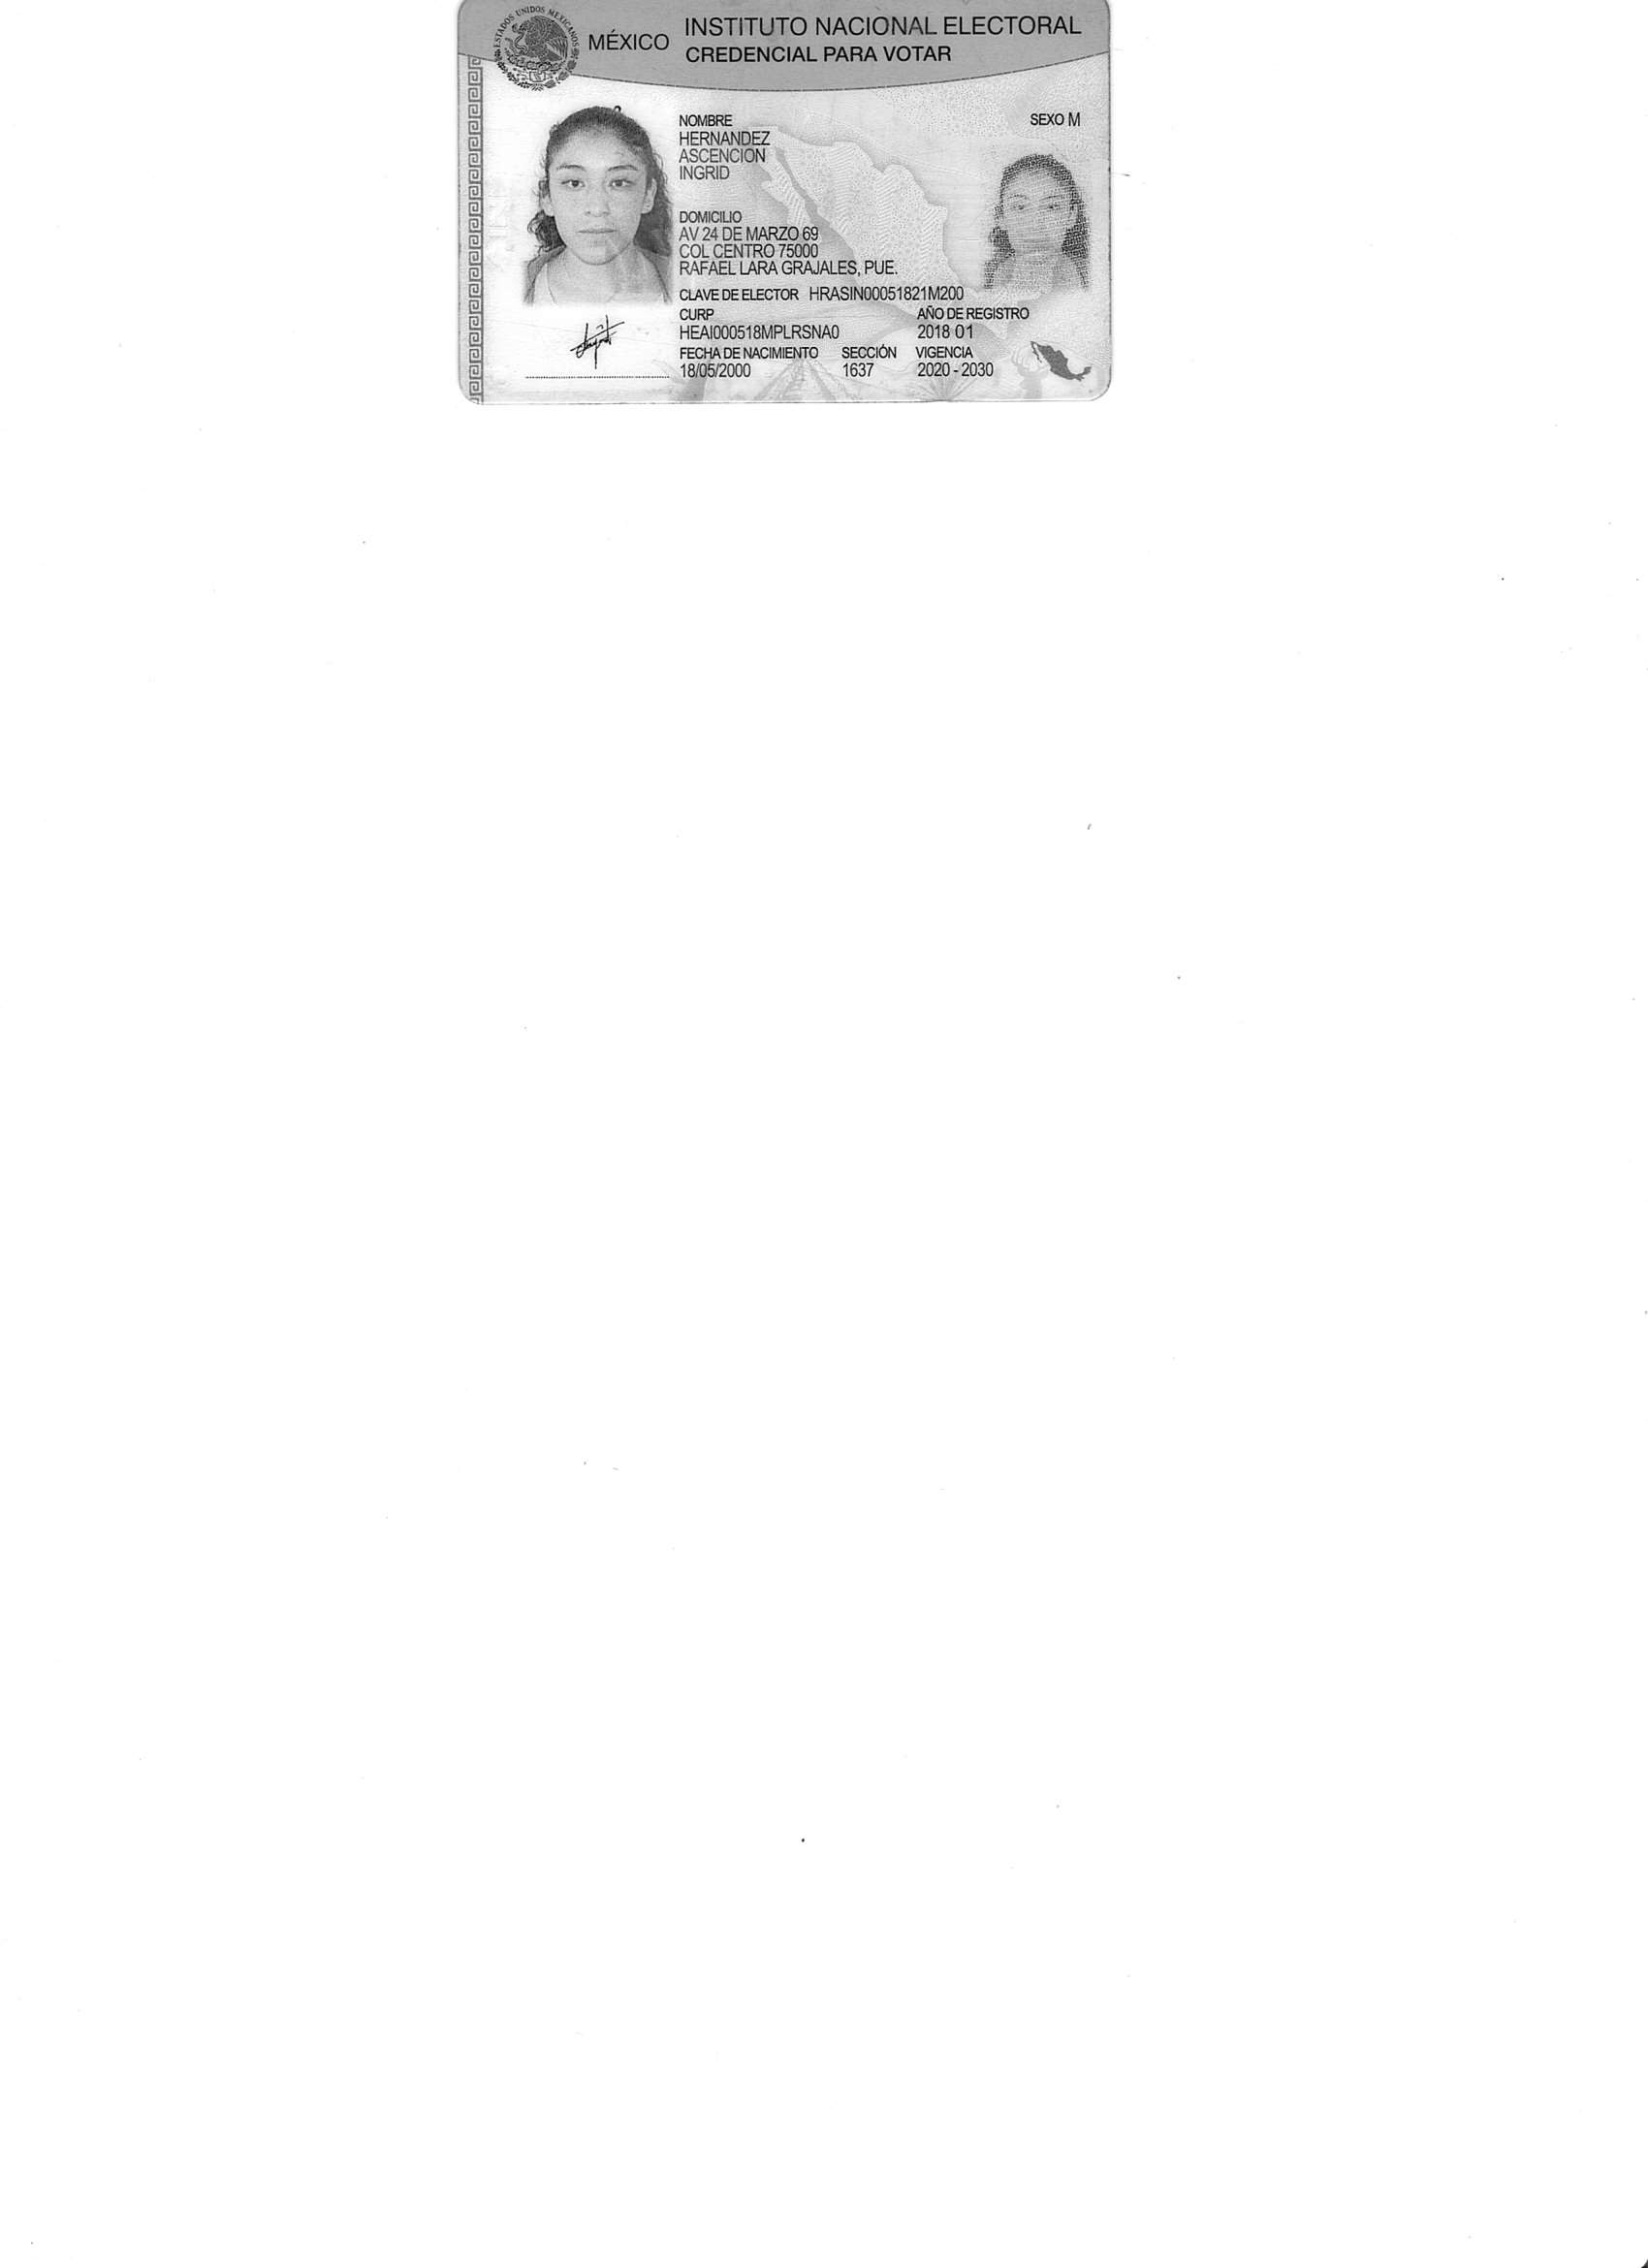 ESTADOS UNIDOS MEXICANOS
MÉXICO
INSTITUTO NACIONAL ELECTORAL
CREDENCIAL PARA VOTAR
NOMBRE
HERNANDEZ
ASCENCION
INGRID
SEXO M
DOMICILIO
AV 24 DE MARZO 69
COL CENTRO 75000
RAFAEL LARA GRAJALES, PUE.
CLAVE DE ELECTOR HRASIN00051821M200
CURP
HEAI000518MPLRSNA0
AÑO DE REGISTRO
2018 01
FECHA DE NACIMIENTO
18/05/2000
SECCIÓN
1637
VIGENCIA
2020 - 2030